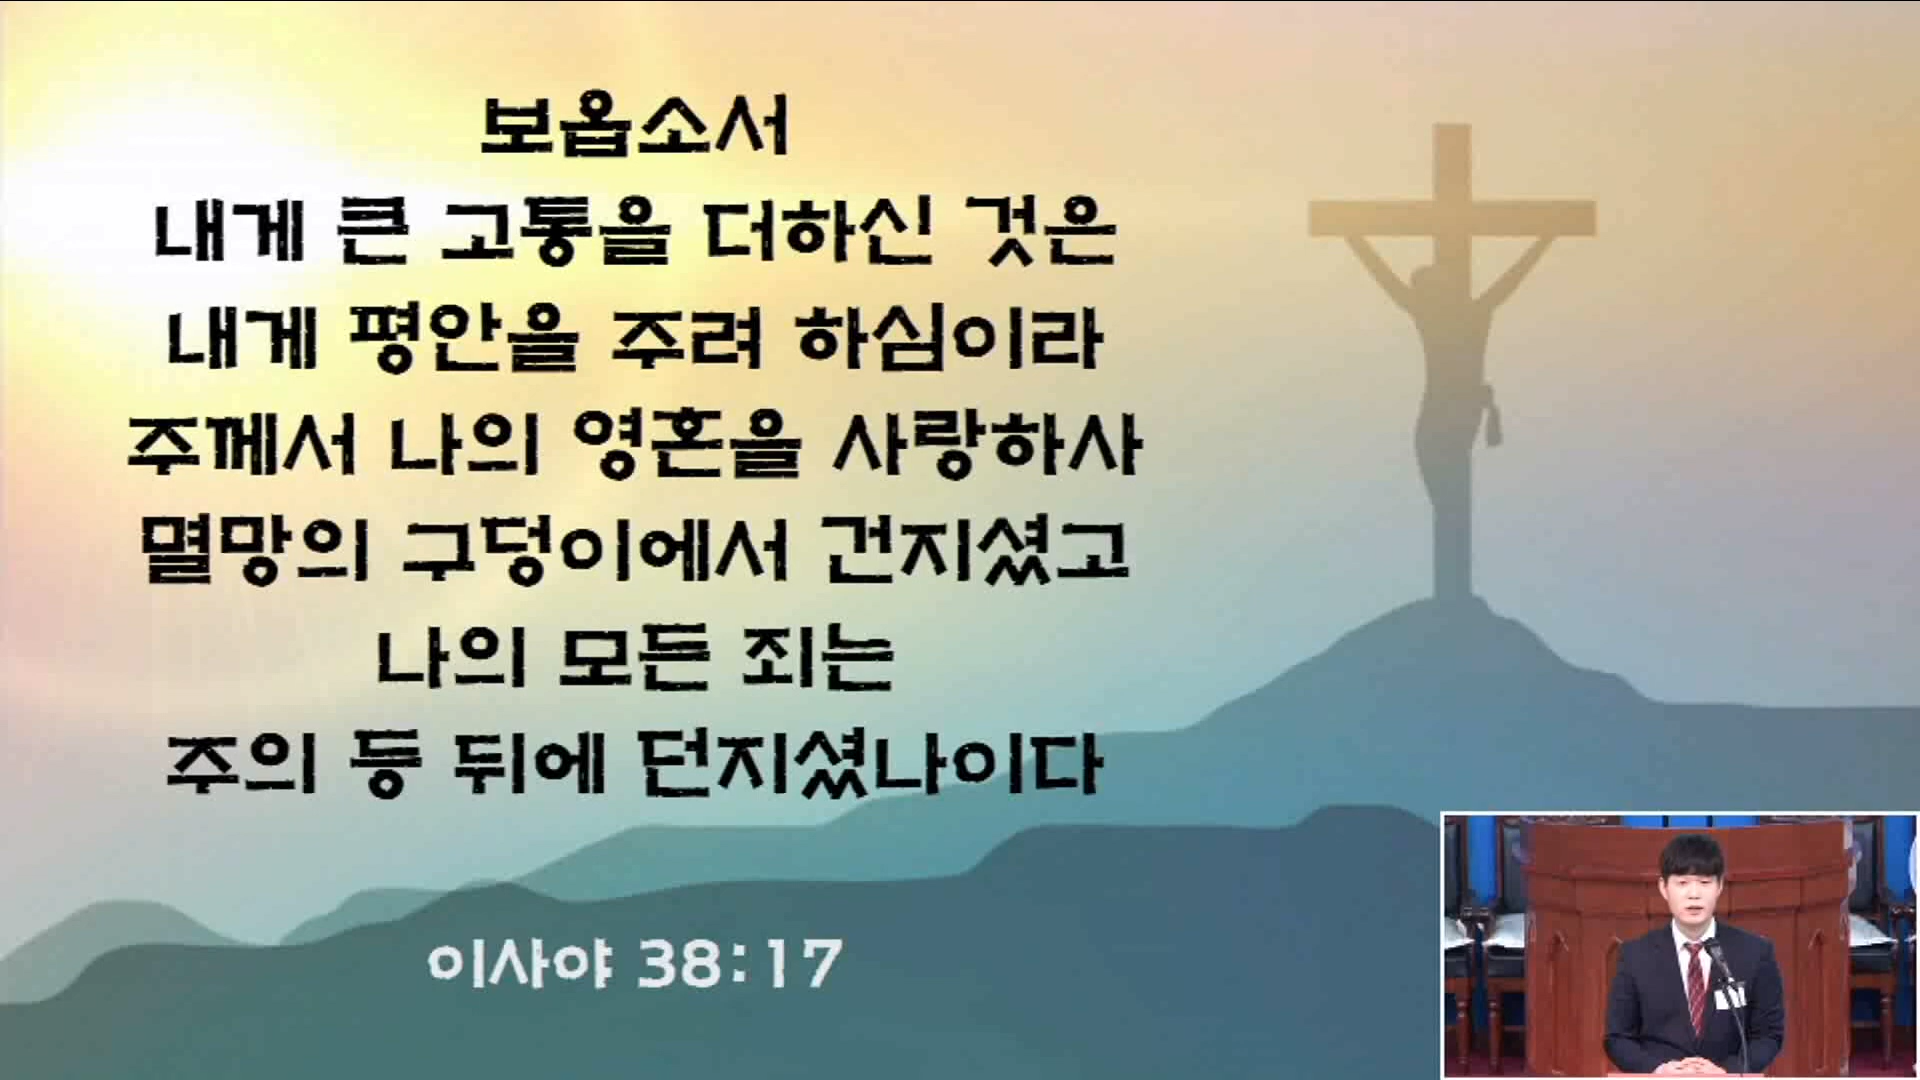 보옵소서
내게 큰 고통을 더하신 것은
내게 평안을 주려 하심이라
주께서 나의 영혼을 사랑하사
멸망의 구덩이에서 건지셨고
나의 모든 죄는
주의 등 뒤에 던지셨나이다
이사야 38:17